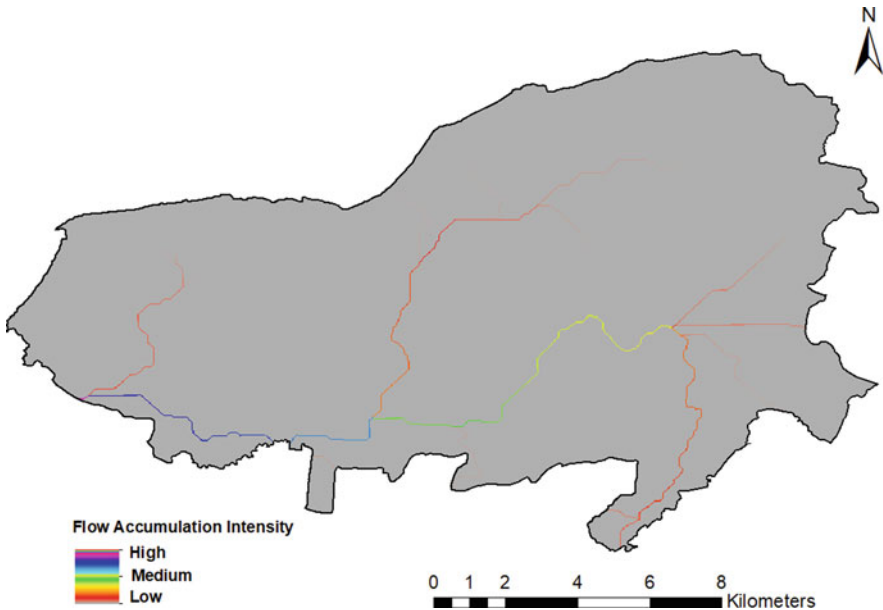 N
Flow Accumulation Intensity
High
Medium
Low
0 1 2 4 6 8
Kilometers